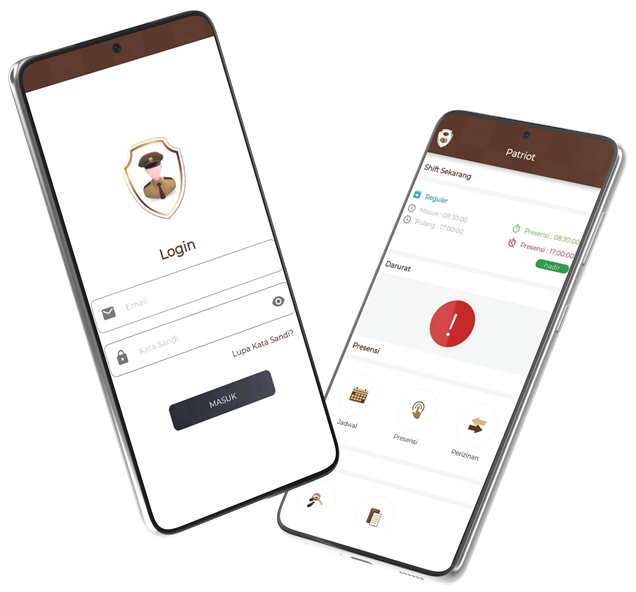 Login
Email
Kata Sandi
Lupa Kata Sandi?
MASUK
Patriot
Shift Sekarang
Reguler
Masuk : 08:30:00
Pulang : 17:00:00
Presensi : 08:30:00
Presensi : 17:00:00
hadir
Darurat
Presensi
Jadwal
Presensi
Perizinan